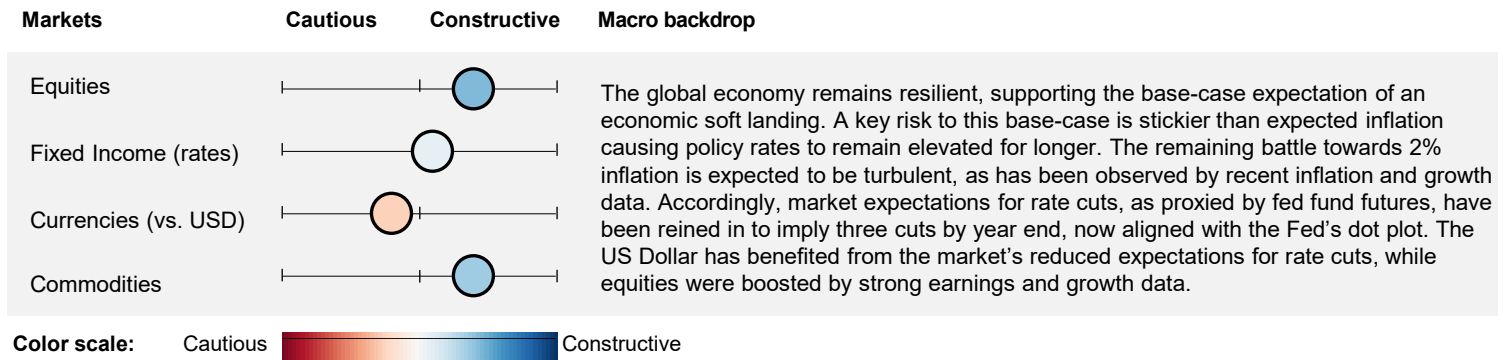 Markets Cautious Constructive Macro backdrop
Equities
Fixed Income (rates)
Currencies (vs. USD)
Commodities
The global economy remains resilient, supporting the base-case expectation of an
economic soft landing. A key risk to this base-case is stickier than expected inflation
causing policy rates to remain elevated for longer. The remaining battle towards 2%
inflation is expected to be turbulent, as has been observed by recent inflation and growth
data. Accordingly, market expectations for rate cuts, as proxied by fed fund futures, have
been reined in to imply three cuts by year end, now aligned with the Fed's dot plot. The
US Dollar has benefited from the market's reduced expectations for rate cuts, while
equities were boosted by strong earnings and growth data.
Color scale: Cautious Constructive